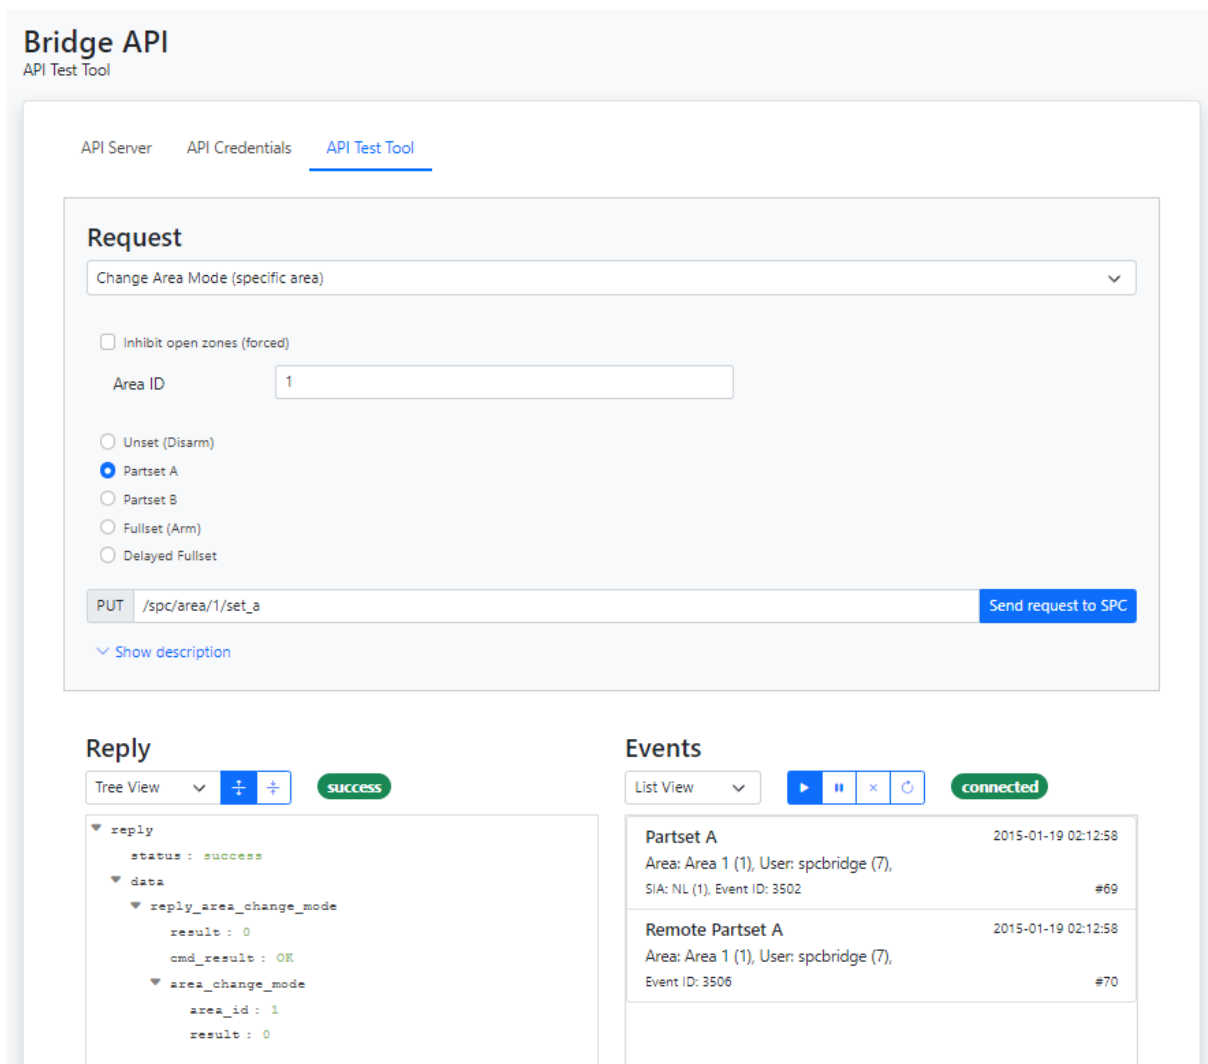 Bridge API
API Test Tool
API Server API Credentials API Test Tool
Request
Change Area Mode (specific area)
Inhibit open zones (forced)
Area ID 1
Unset (Disarm)
Partset A
Partset B
Fullset (Arm)
Delayed Fullset
PUT /spc/area/1/set_a Send request to SPC
Show description
Reply
Tree View success
reply
status : success
data
reply_area_change_mode
result : 0
cmd_result : OK
area_change_mode
area_id : 1
result : 0
Events
List View connected
Partset A 2015-01-19 02:12:58
Area: Area 1 (1), User: spcbridge (7),
SIA: NL (1), Event ID: 3502 #69
Remote Partset A 2015-01-19 02:12:58
Area: Area 1 (1), User: spcbridge (7),
Event ID: 3506 #70